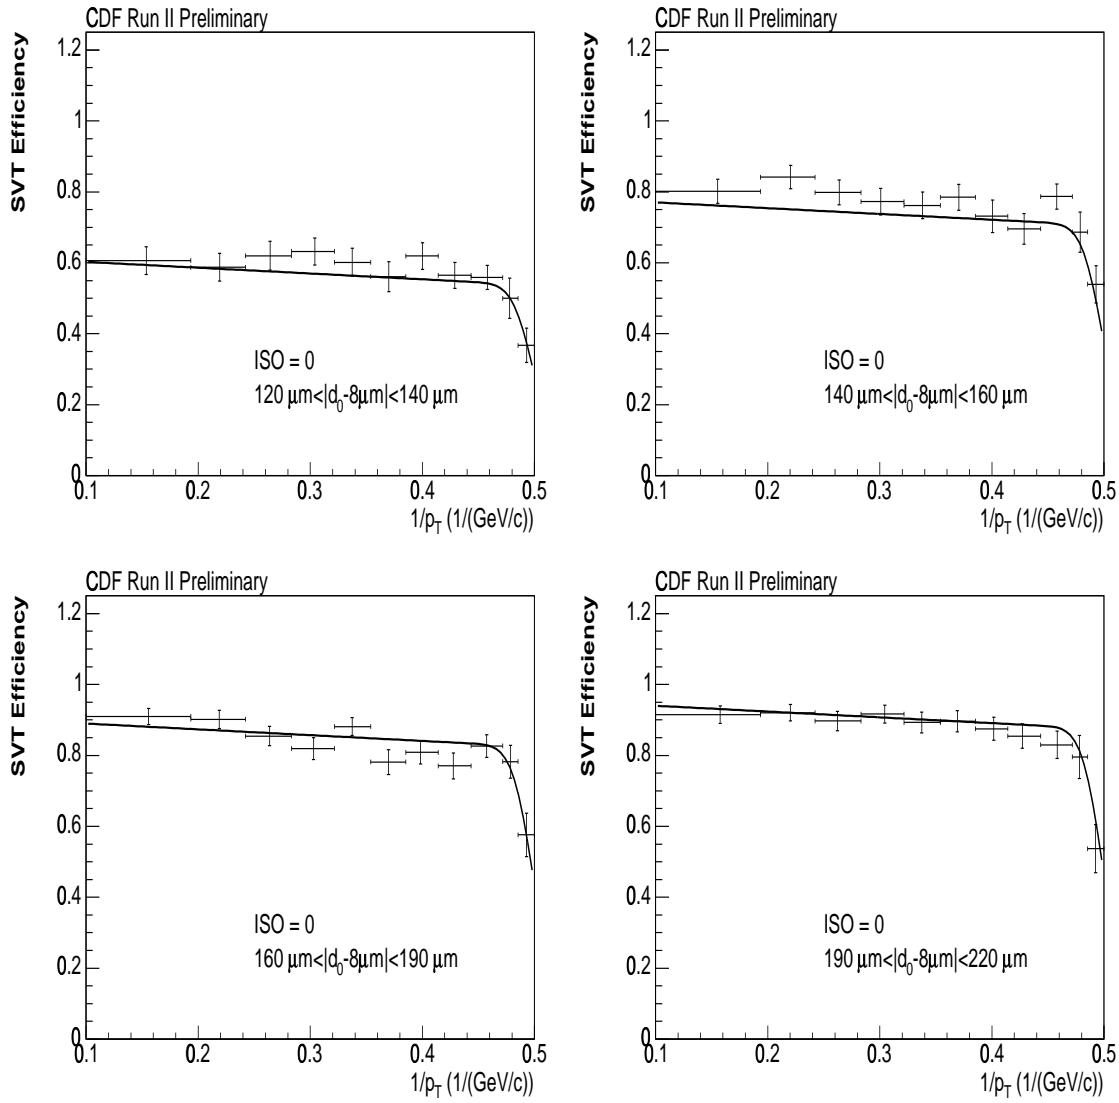 CDF Run II Preliminary
SVT Efficiency
1.2
1
0.8
0.6
0.4
0.2
0
0.1 0.2 0.3 0.4 0.5
1/p_T (1/(GeV/c))
ISO = 0
120 μm<|d_0-8μm|<140 μm
CDF Run II Preliminary
SVT Efficiency
1.2
1
0.8
0.6
0.4
0.2
0
0.1 0.2 0.3 0.4 0.5
1/p_T (1/(GeV/c))
ISO = 0
140 μm<|d_0-8μm|<160 μm
CDF Run II Preliminary
SVT Efficiency
1.2
1
0.8
0.6
0.4
0.2
0
0.1 0.2 0.3 0.4 0.5
1/p_T (1/(GeV/c))
ISO = 0
160 μm<|d_0-8μm|<190 μm
CDF Run II Preliminary
SVT Efficiency
1.2
1
0.8
0.6
0.4
0.2
0
0.1 0.2 0.3 0.4 0.5
1/p_T (1/(GeV/c))
ISO = 0
190 μm<|d_0-8μm|<220 μm